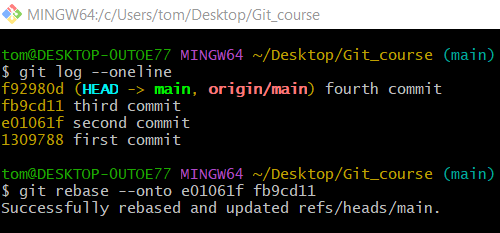 MINGW64:/c/Users/tom/Desktop/Git_course
tom@DESKTOP-OUTOE77 MINGW64 ~/Desktop/Git_course (main)
$ git log --oneline
f92980d (HEAD -> main, origin/main) fourth commit
fb9cd11 third commit
e01061f second commit
1309788 first commit
tom@DESKTOP-OUTOE77 MINGW64 ~/Desktop/Git_course (main)
$ git rebase --onto e01061f fb9cd11
Successfully rebased and updated refs/heads/main.